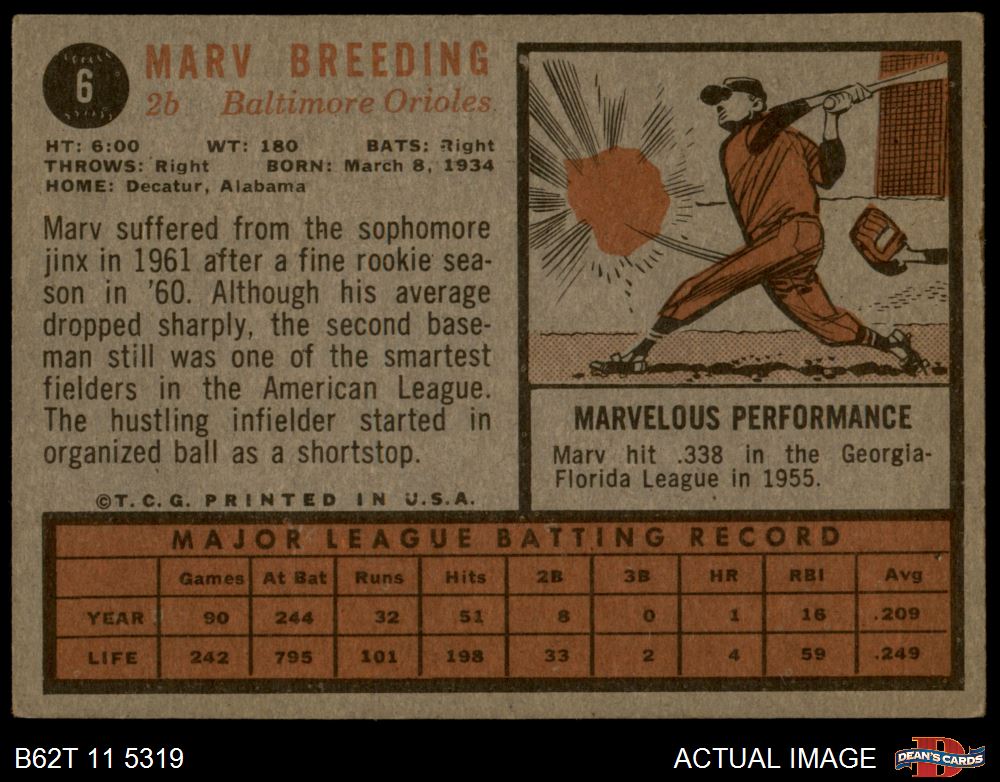 6
MARV BREEDING
2b Baltimore Orioles
HT: 6:00 WT: 180 BATS: Right
THROWS: Right BORN: March 8, 1934
HOME: Decatur, Alabama
Marv suffered from the sophomore
jinx in 1961 after a fine rookie sea-
son in '60. Although his average
dropped sharply, the second base-
man still was one of the smartest
fielders in the American League.
The hustling infielder started in
organized ball as a shortstop.
©T.C.G. PRINTED IN U.S.A.
MARVELOUS PERFORMANCE
Marv hit .338 in the Georgia-
Florida League in 1955.
MAJOR LEAGUE BATTING RECORD
Games At Bat Runs Hits 2B 3B HR RBI Avg
YEAR 90 244 32 51 8 0 1 16 .209
LIFE 242 795 101 198 33 2 4 59 .249
B62T 11 5319
ACTUAL IMAGE
D
DEAN'S CARDS